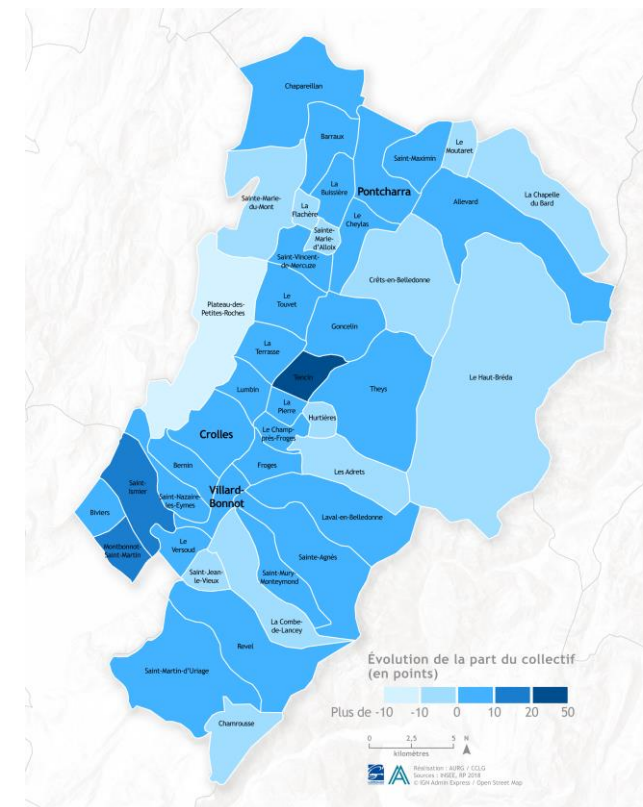 Chapareillan
Barraux
Le
Moutaret
Saint-Maximin
La
Buissière
Pontcharra
La Chapelle
du Bard
Sainte-Marie-
du-Mont
La
Flachère
Le
Cheylas
Allevard
Sainte-
Marie-
d'Alloix
Saint-Vincent-
de-Mercuze
Crêts-en-Belledonne
Plateau-des-
Petites-Roches
Le
Touvet
Goncelin
La
Terrasse
Tencin
Theys
Le Haut-Bréda
Lumbin
La
Pierre
Hurtières
Crolles
Le Champ-
près-Froges
Bernin
Froges
Les Adrets
Saint-
Ismier
Saint-Nazaire-
les-Eymes
Villard-
Bonnot
Biviers
Laval-en-Belledonne
Montbonnot-
Saint-Martin
Le
Versoud
Sainte-Agnès
Saint-Jean-
le-Vieux
Saint-Mury-
Monteymond
La Combe-
de-Lancey
Revel
Saint-Martin-d'Uriage
Chamrousse
Évolution de la part du collectif
(en points)
Plus de -10 -10 0 10 20 50
0 2,5 5 N
kilomètres
Réalisation : AURG / CCLG
Sources : INSEE, RP 2018
© IGN Admin Express / Open Street Map